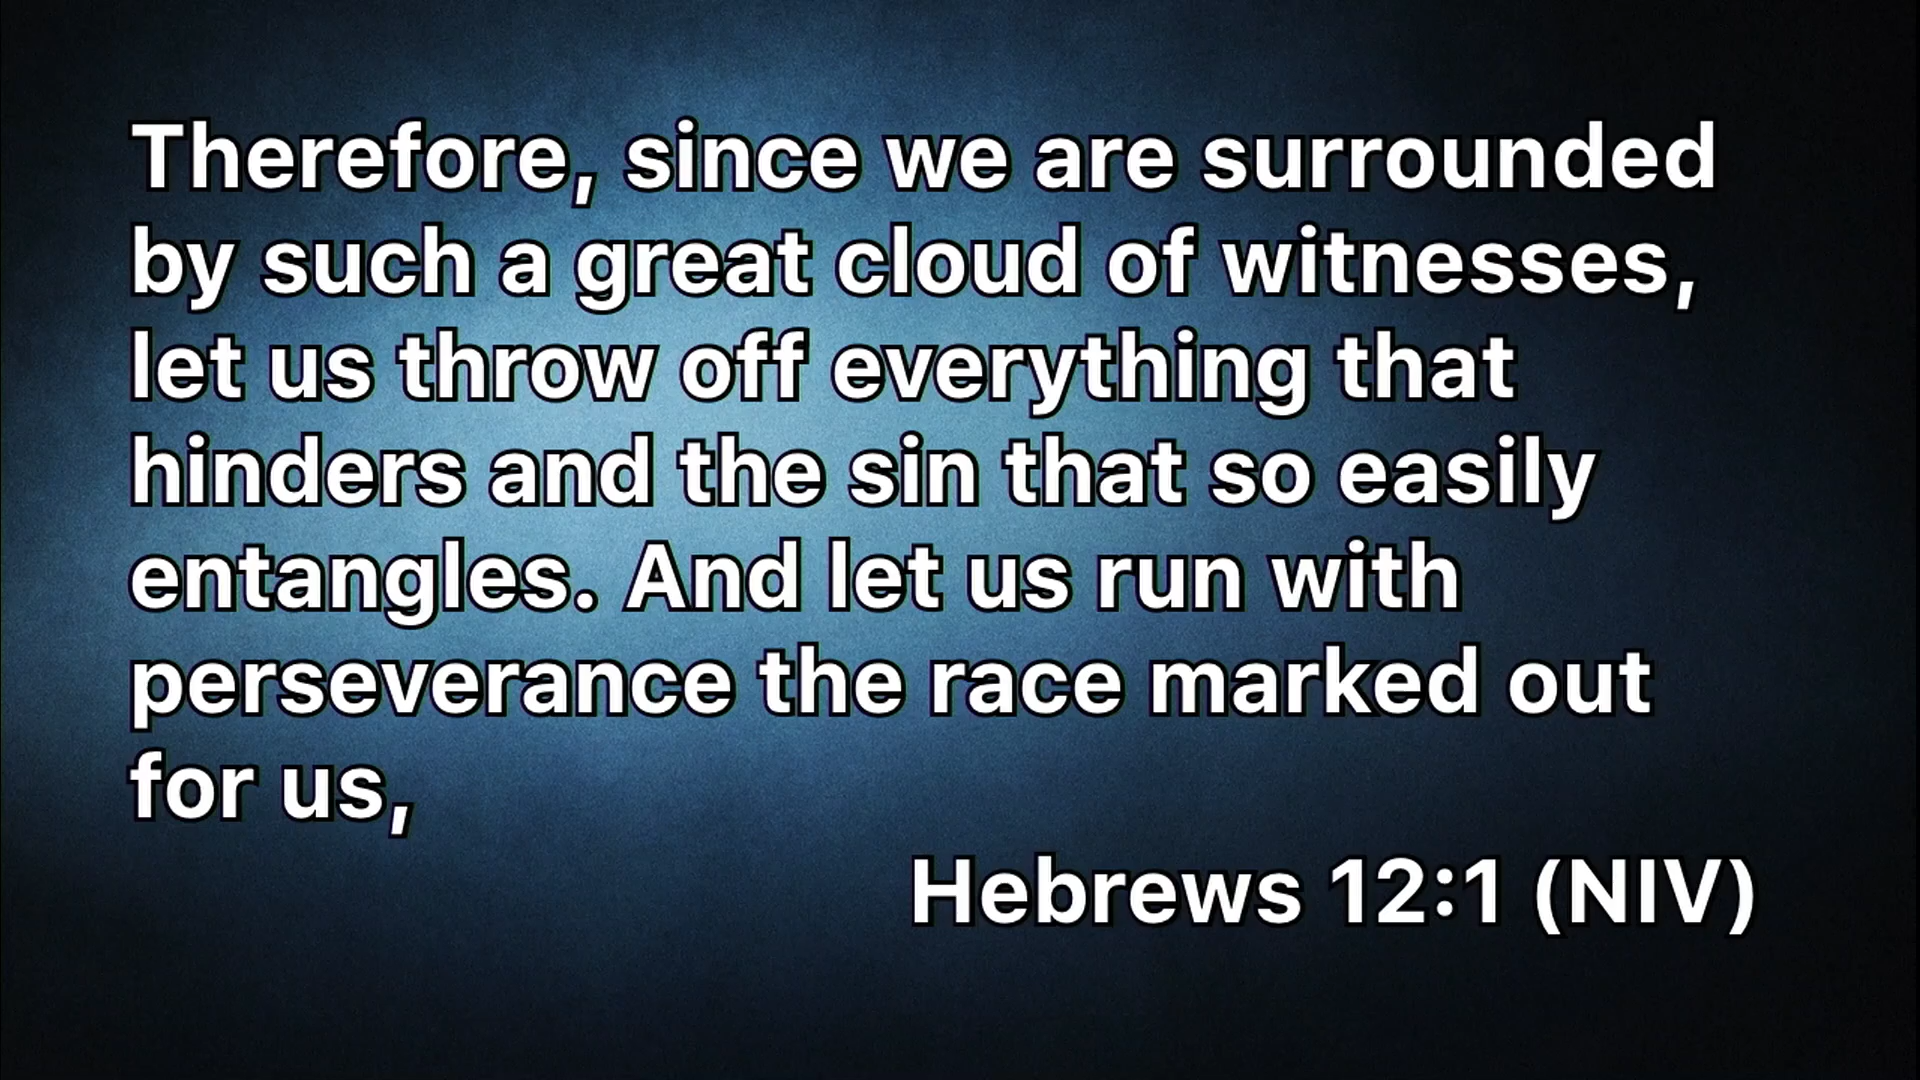 Therefore, since we are surrounded
by such a great cloud of witnesses,
let us throw off everything that
hinders and the sin that so easily
entangles. And let us run with
perseverance the race marked out
for us,
Hebrews 12:1 (NIV)